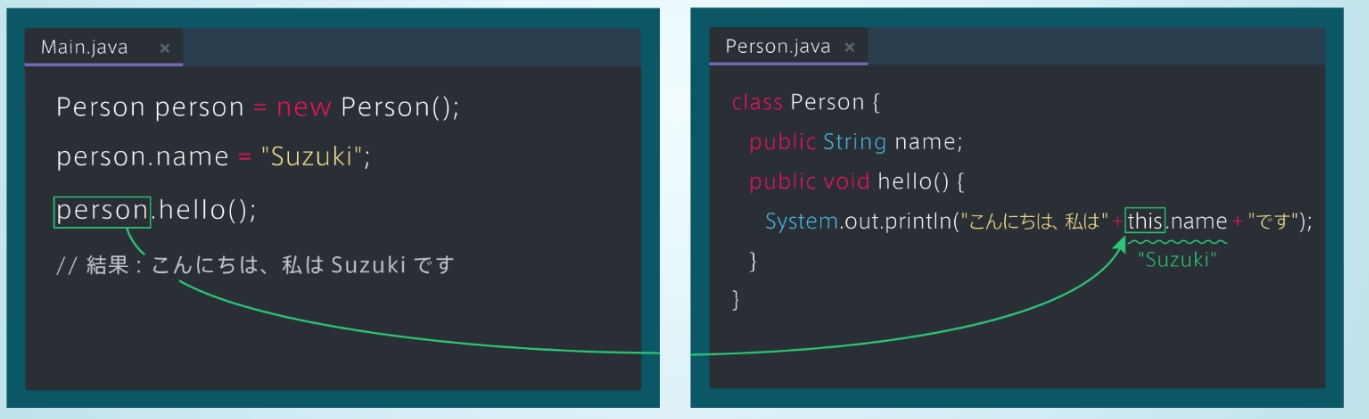 Main.java ×
Person person = new Person();
person.name = "Suzuki";
person.hello();
// 結果：こんにちは、私は Suzuki です
Person.java ×
class Person {
public String name;
public void hello() {
System.out.println("こんにちは、私は" + this.name + "です");
}
"Suzuki"
}